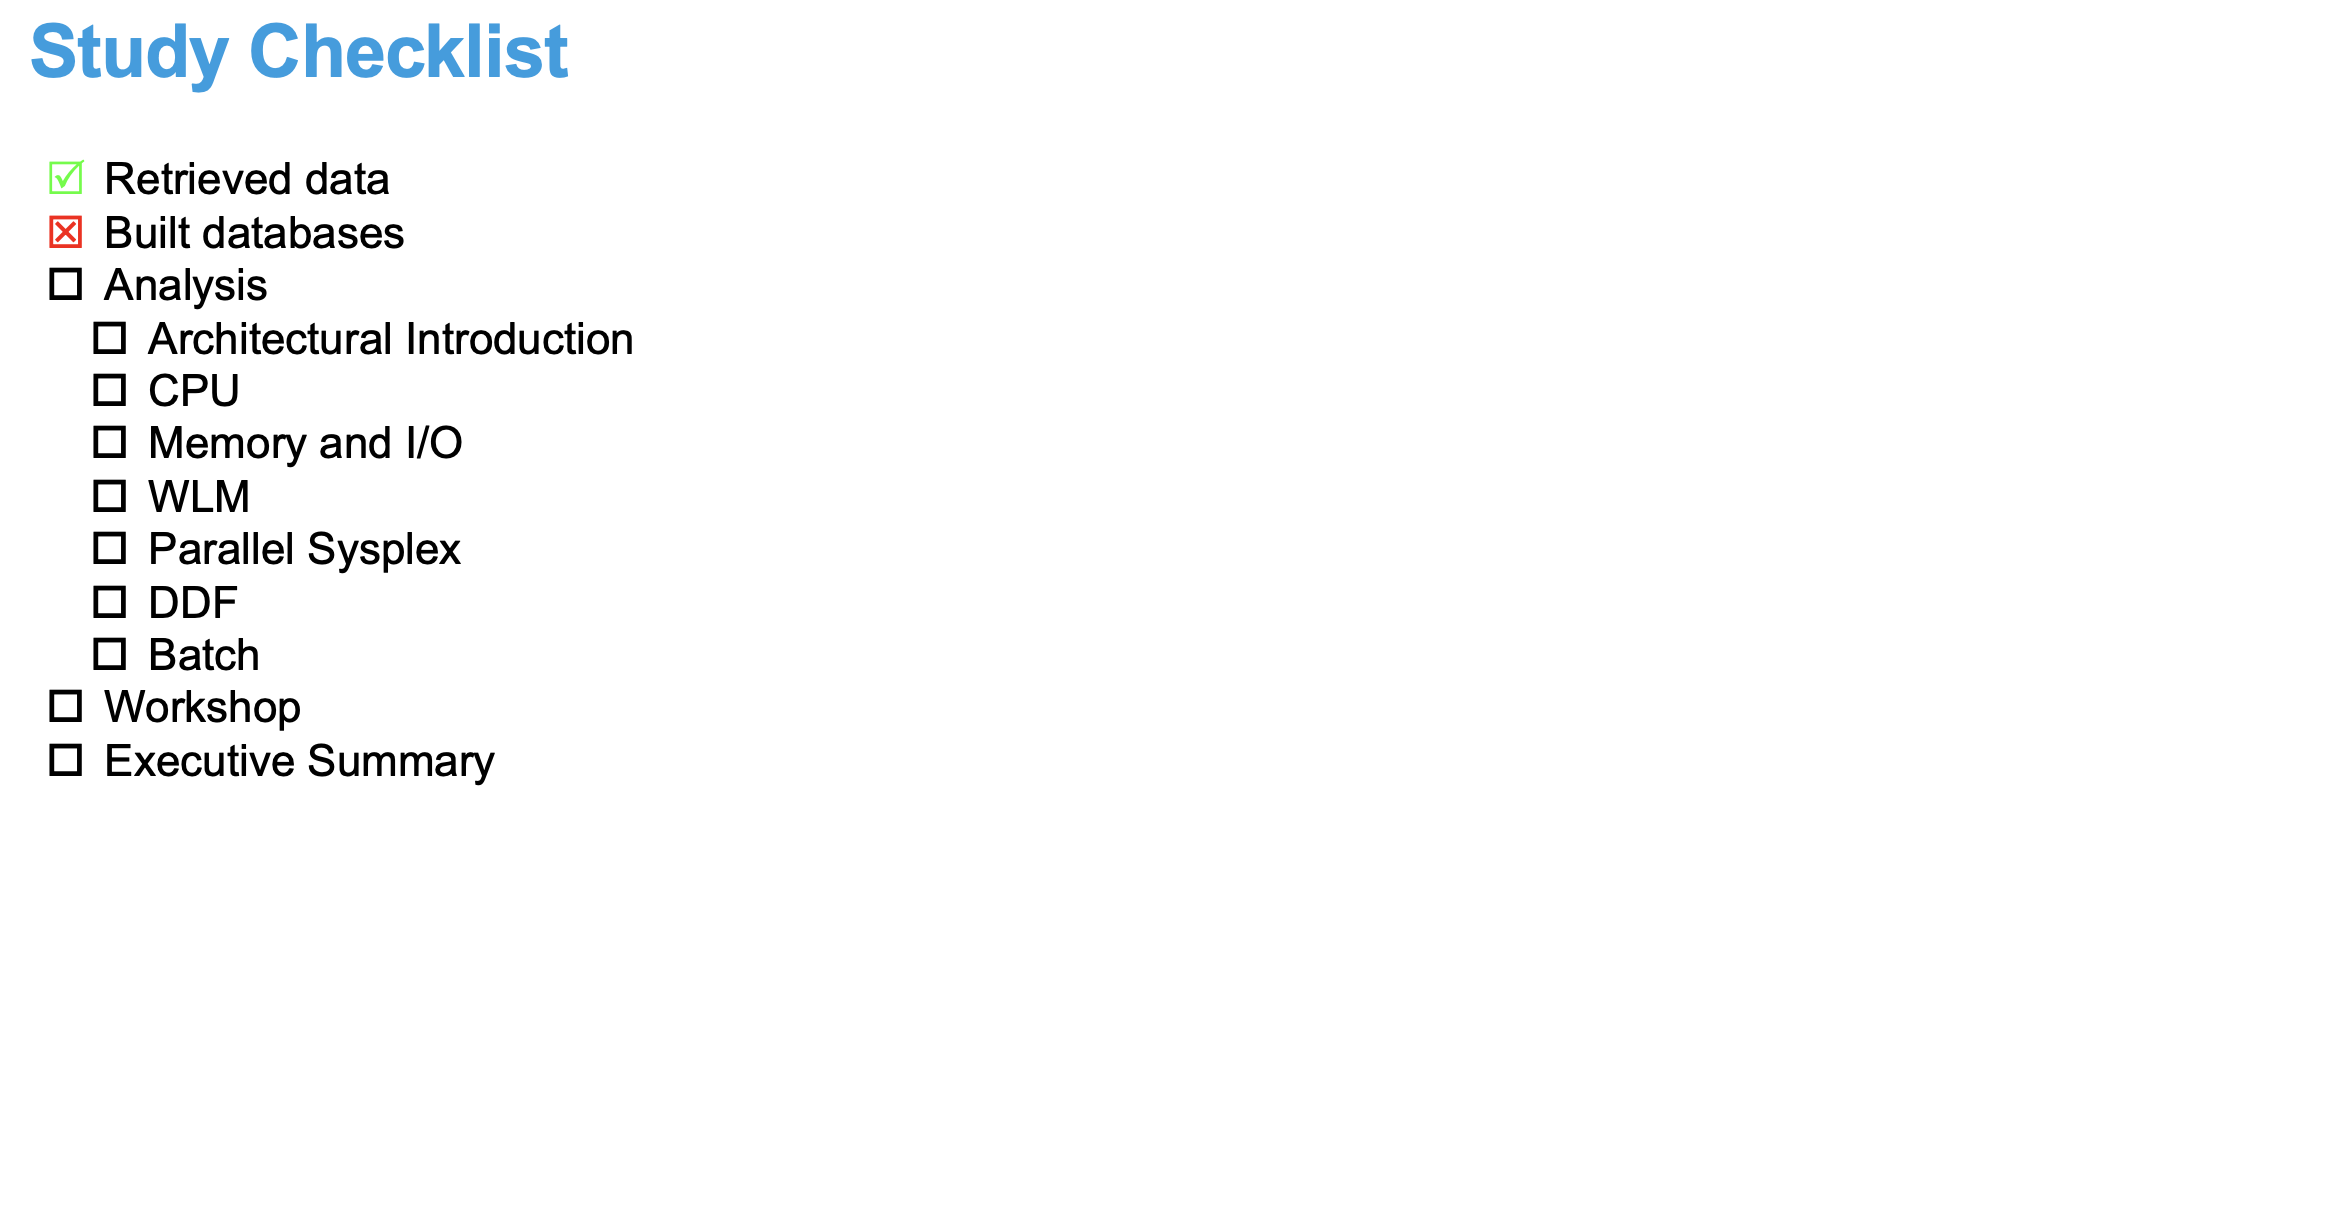 Study Checklist
☑ Retrieved data
☒ Built databases
☐ Analysis
☐ Architectural Introduction
☐ CPU
☐ Memory and I/O
☐ WLM
☐ Parallel Sysplex
☐ DDF
☐ Batch
☐ Workshop
☐ Executive Summary